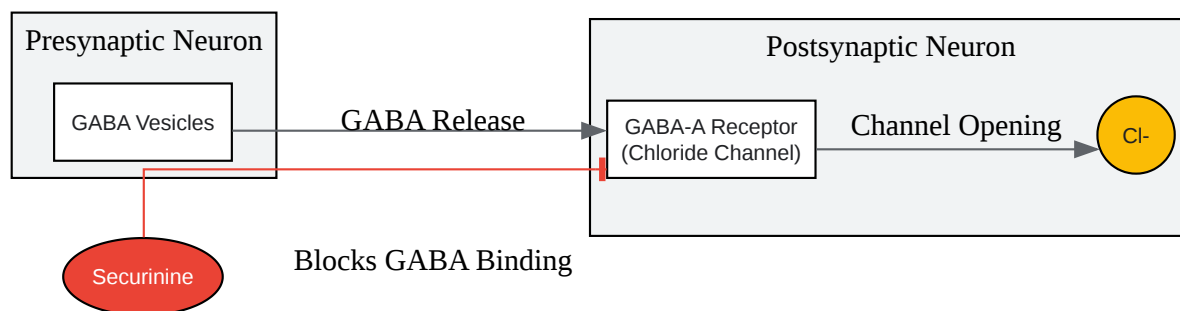 Presynaptic Neuron
GABA Vesicles
GABA Release
Postsynaptic Neuron
GABA-A Receptor
(Chloride Channel)
Channel Opening
Cl-
Securinine
Blocks GABA Binding